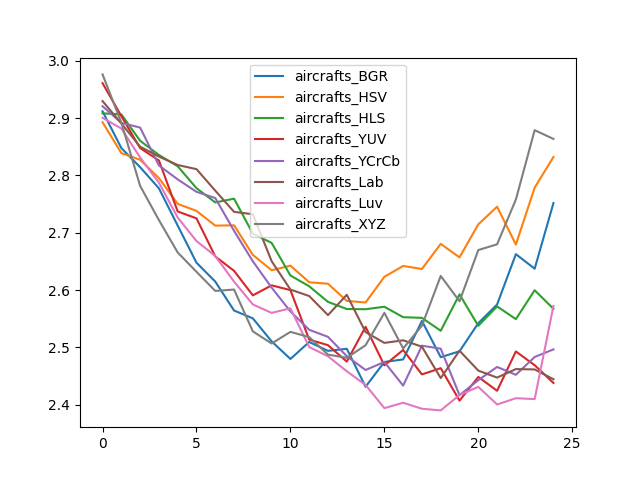 3.0
2.9
2.8
2.7
2.6
2.5
2.4
0
5
10
15
20
25
aircrafts_BGR
aircrafts_HSV
aircrafts_HLS
aircrafts_YUV
aircrafts_YCrCb
aircrafts_Lab
aircrafts_Luv
aircrafts_XYZ